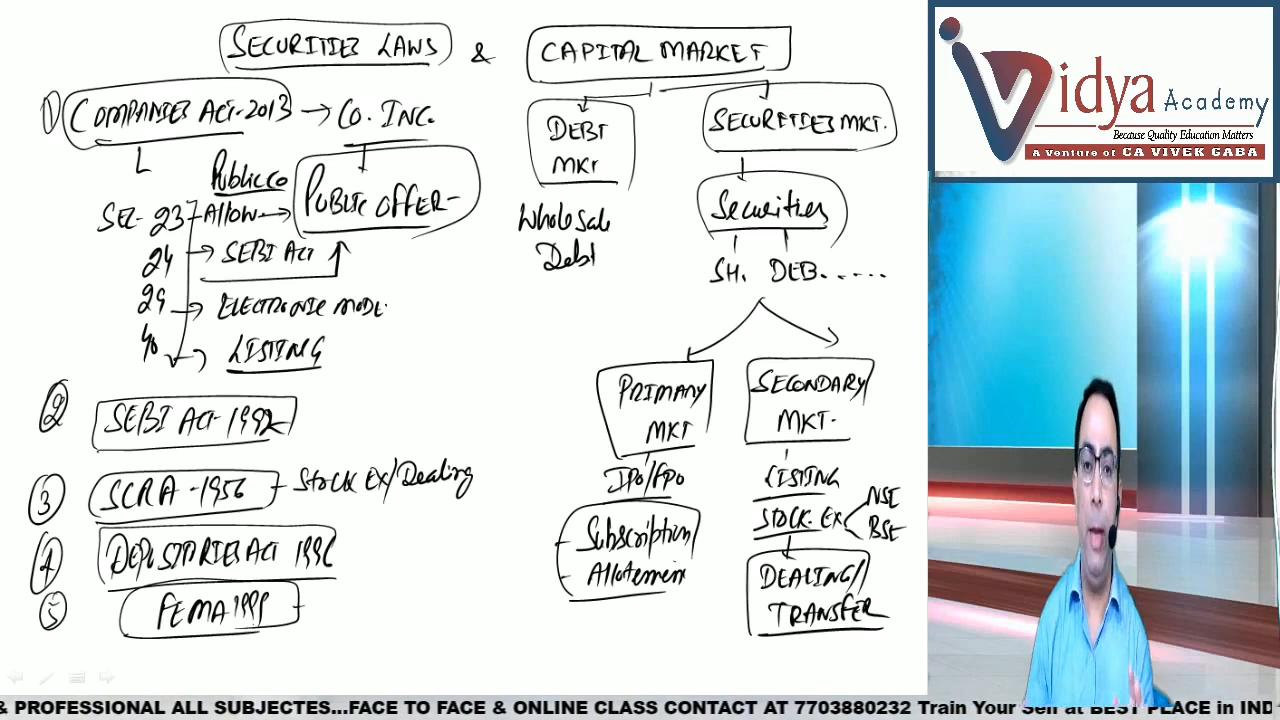 SECURITIES LAWS & CAPITAL MARKET
① COMPANIES ACT-2013 → CO. INC.
PUBLIC CO
PUBLIC OFFER
SEC- 23 ALLOW
24 → SEBI ACT
29 → ELECTRONIC MODE.
40 → LISTING
② SEBI ACT 1992
③ SCRA -1956 - STOCK EX/Dealing
④ DEPOSITORIES ACT 1996
⑤ FEMA 1999
DEBT
MKT
Whole Sale
Debt
SECURITIES MKT.
Securities
SH. DEB.......
PRIMARY
MKT
IPO/FPO
- Subscription
- Allotement
SECONDARY
MKT-
LISTING
STOCK. EX
NSE
BSE
DEALING/
TRANSFER
Vidya Academy
Because Quality Education Matters
A Venture of CA VIVEK GABA
& PROFESSIONAL ALL SUBJECTES...FACE TO FACE & ONLINE CLASS CONTACT AT 7703880232 Train Your Self at BEST PLACE in IND